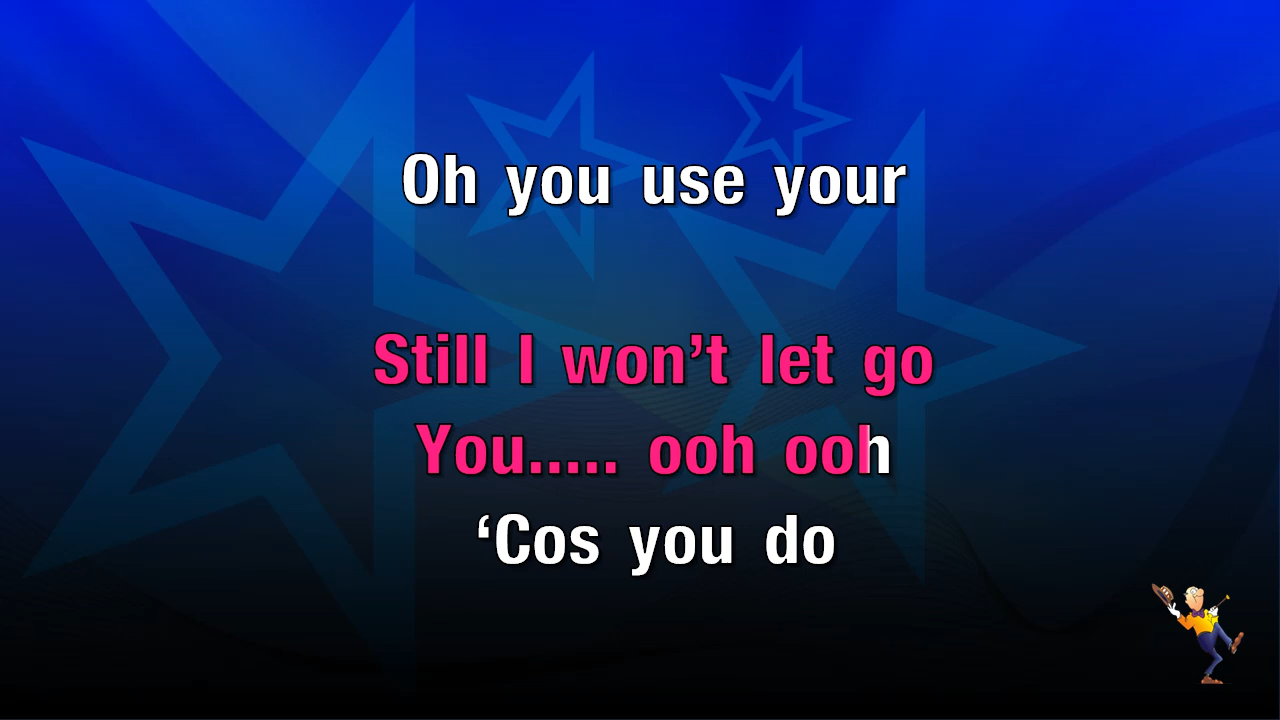 Oh you use your
Still I won’t let go
You..... ooh ooh
‘Cos you do